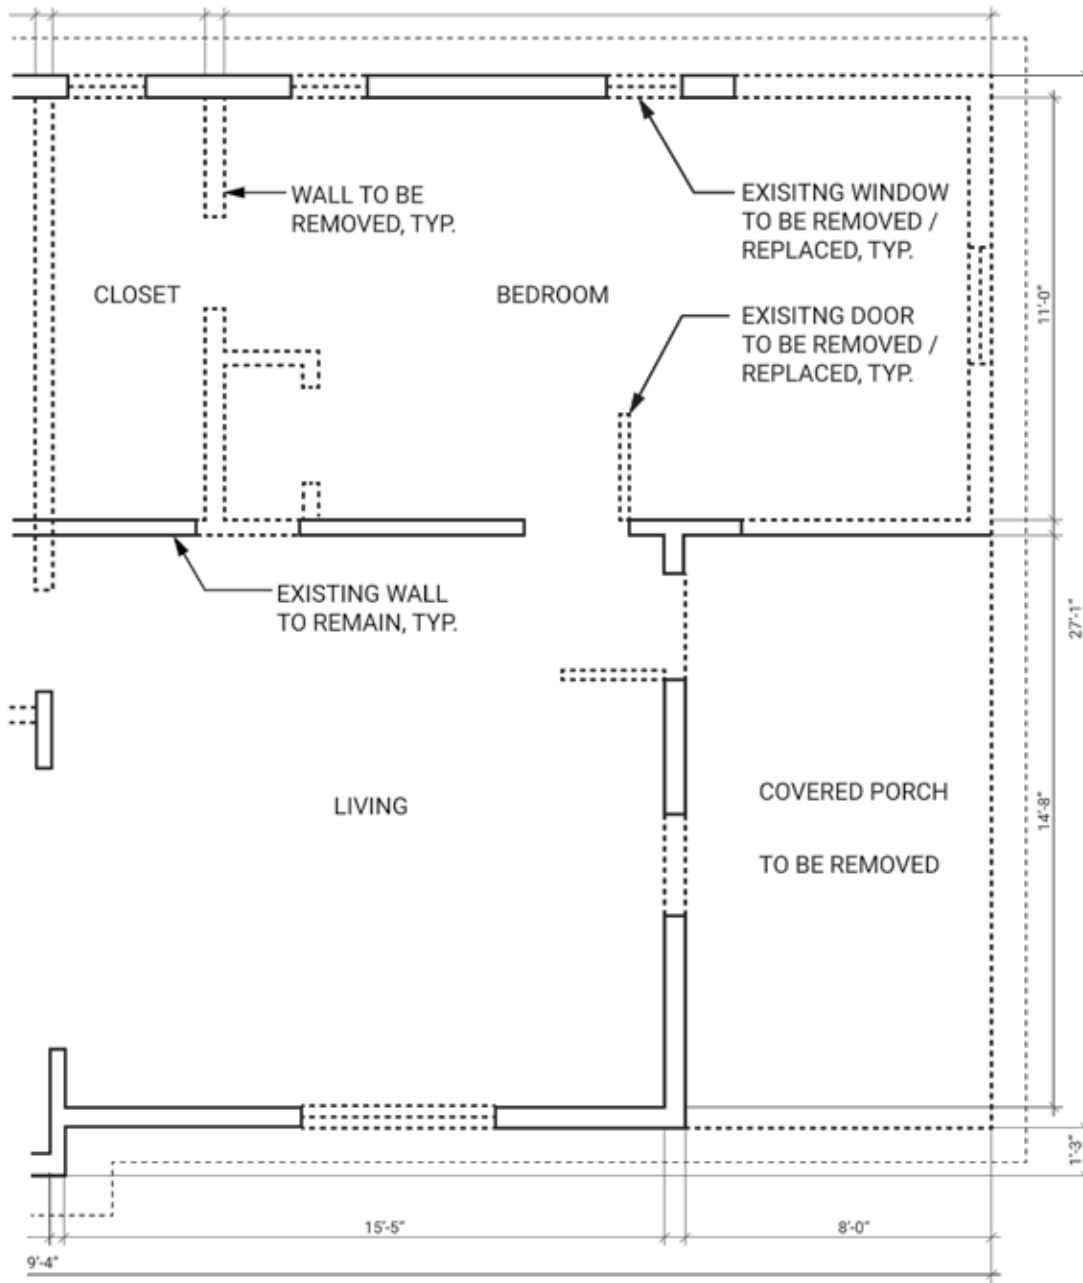 WALL TO BE
REMOVED, TYP.
EXISITNG WINDOW
TO BE REMOVED /
REPLACED, TYP.
CLOSET
BEDROOM
EXISITNG DOOR
TO BE REMOVED /
REPLACED, TYP.
11'-0"
EXISTING WALL
TO REMAIN, TYP.
27'-1"
LIVING
COVERED PORCH
TO BE REMOVED
14'-8"
1'-3"
15'-5"
8'-0"
9'-4"